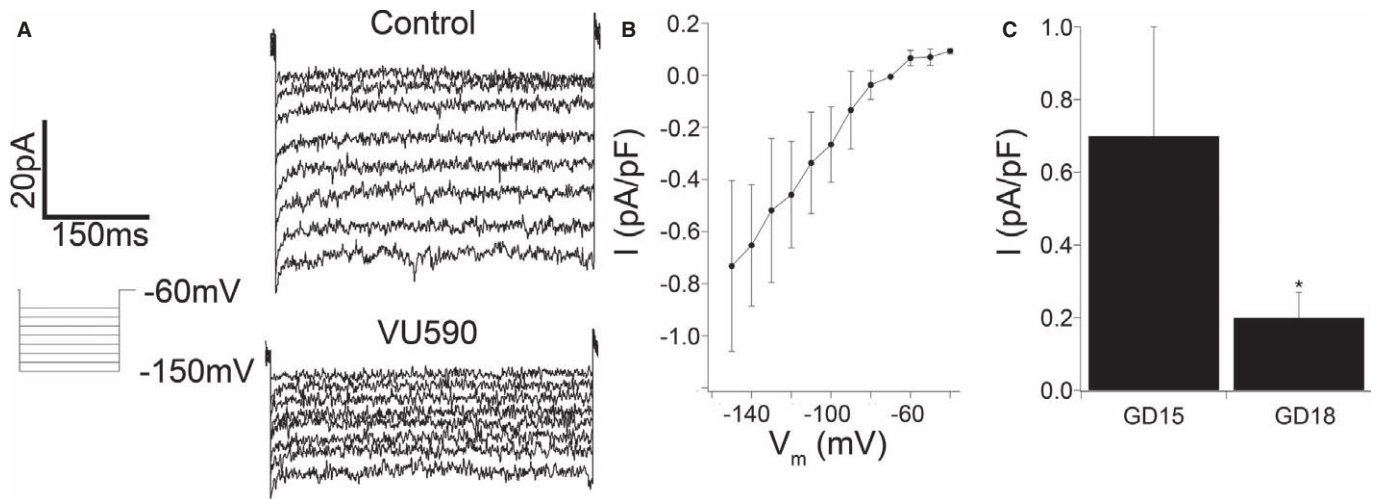 A
Control
20pA
150ms
-60mV
-150mV
VU590
B
I (pA/pF)
0.2
0.0
-0.2
-0.4
-0.6
-0.8
-1.0
-140
-100
-60
Vm (mV)
C
I (pA/pF)
1.0
0.8
0.6
0.4
0.2
0.0
*
GD15
GD18